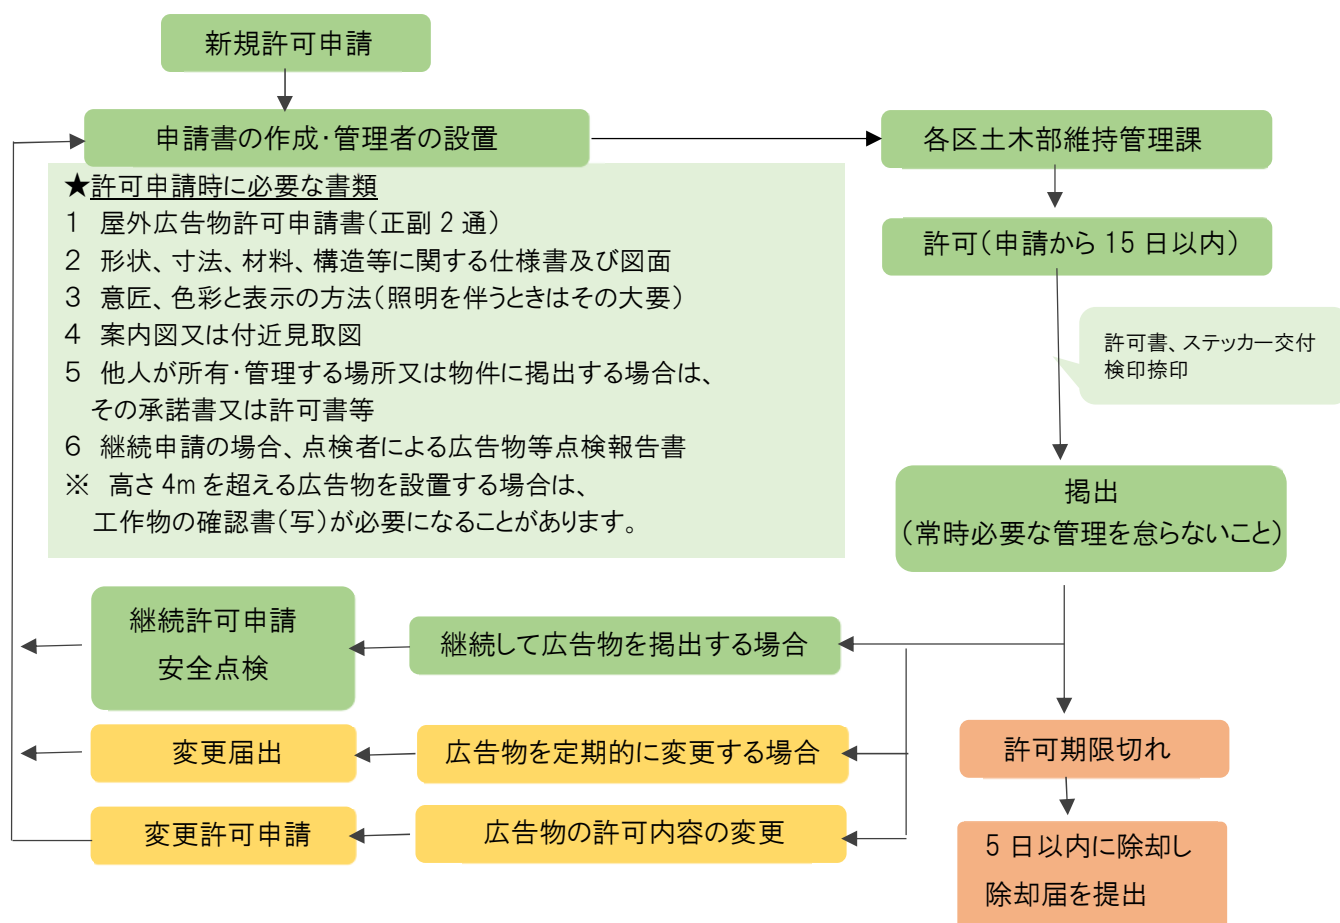 新規許可申請
申請書の作成・管理者の設置
各区土木部維持管理課
★許可申請時に必要な書類
1 屋外広告物許可申請書(正副2通)
2 形状、寸法、材料、構造等に関する仕様書及び図面
3 意匠、色彩と表示の方法(照明を伴うときはその大要)
4 案内図又は付近見取図
5 他人が所有・管理する場所又は物件に掲出する場合は、
その承諾書又は許可書等
6 継続申請の場合、点検者による広告物等点検報告書
※ 高さ4mを超える広告物を設置する場合は、
工作物の確認書(写)が必要になることがあります。
許可(申請から15日以内)
許可書、ステッカー交付
検印捺印
掲出
(常時必要な管理を怠らないこと)
継続許可申請
安全点検
継続して広告物を掲出する場合
変更届出
広告物を定期的に変更する場合
変更許可申請
広告物の許可内容の変更
許可期限切れ
5日以内に除却し
除却届を提出